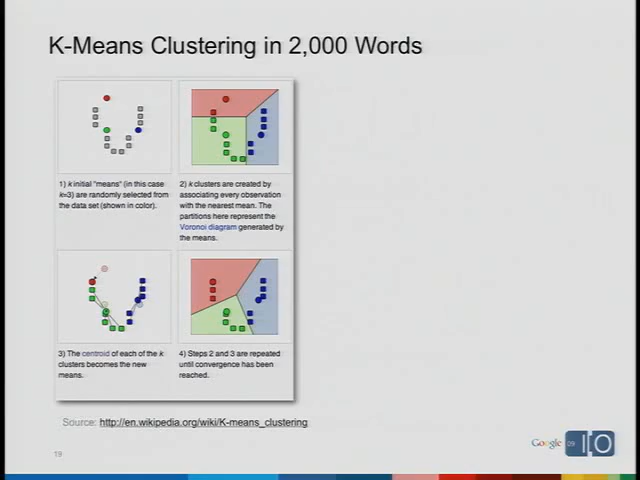 K-Means Clustering in 2,000 Words
1) k initial "means" (in this case
k=3) are randomly selected from
the data set (shown in color).
2) k clusters are created by
associating every observation
with the nearest mean. The
partitions here represent the
Voronoi diagram generated by
the means.
3) The centroid of each of the k
clusters becomes the new
means.
4) Steps 2 and 3 are repeated
until convergence has been
reached.
Source: http://en.wikipedia.org/wiki/K-means_clustering
19
Google 09 I/O